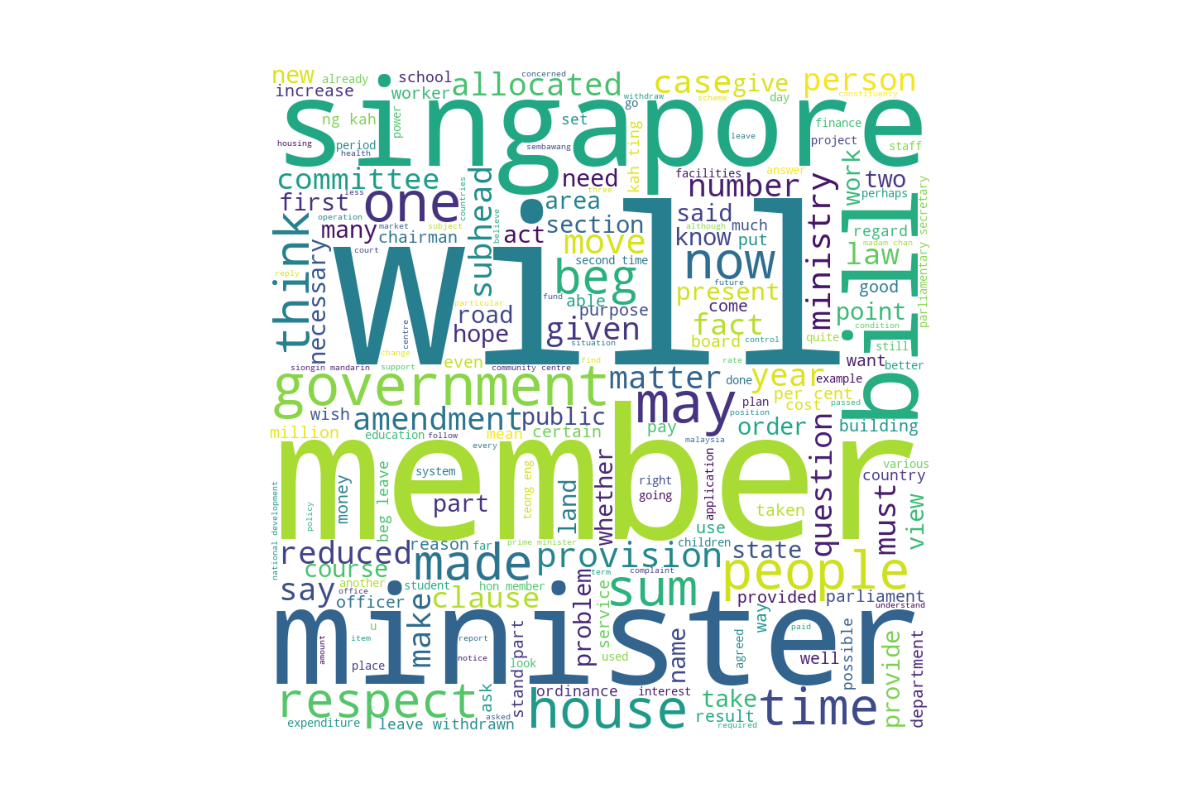 new
already
school
concerned
allocated
withdraw
case
give
person
constituency
increase
worker
scheme
day
singapore
ng kah
power
set
go
kah ting
leave
finance
project
staff
housing
period
health
sembawang
committee
less
countries
need
facilities
answer
number
ministry
work
two
perhaps
first
one
subhead
area
three
said
regard
parliamentary secretary
operation
many
market
subject
chairman
act
section
believe
although
much
know
put
law
madam chan
think
necessary
court
will
move
second time
now
bill
reply
particular
beg
able
future
present
good
condition
fund
purpose
come
point
road
centre
hope
given
situation
fact
board
control
quite
still
change
support
even
find
rate
want
better
siongin mandarin
community centre
government
matter
done
year
example
wish
amendment
public
may
per cent
cost
plan
passed
position
million
education
follow
mean
certain
every
pay
malaysia
order
building
member
system
teong eng
whether
right
going
application
question
various
country
national development
policy
money
beg leave
part
land
taken
must
view
use
reduced
reason
far
prime minister
provision
children
state
course
made
term
complaint
people
say
another
office
officer
student
hon member
clause
sum
provided
parliament
understand
minister
u
make
problem
service
name
way
paid
amount
item
report
notice
place
look
used
agreed
well
possible
provide
department
respect
ask
stand part
ordinance
interest
house
take
time
expenditure
leave withdrawn
asked
result
required